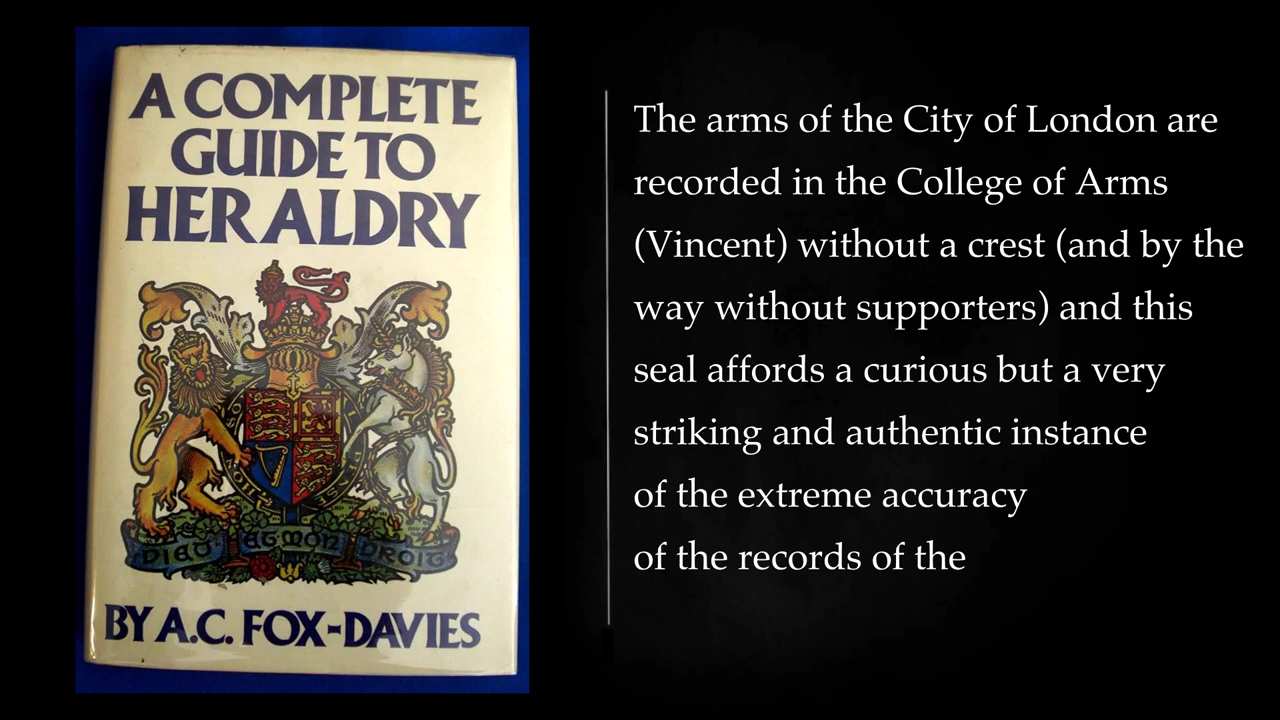 A COMPLETE
GUIDE TO
HERALDRY
DIEU ET MON DROIT
BY A.C. FOX-DAVIES
The arms of the City of London are
recorded in the College of Arms
(Vincent) without a crest (and by the
way without supporters) and this
seal affords a curious but a very
striking and authentic instance
of the extreme accuracy
of the records of the